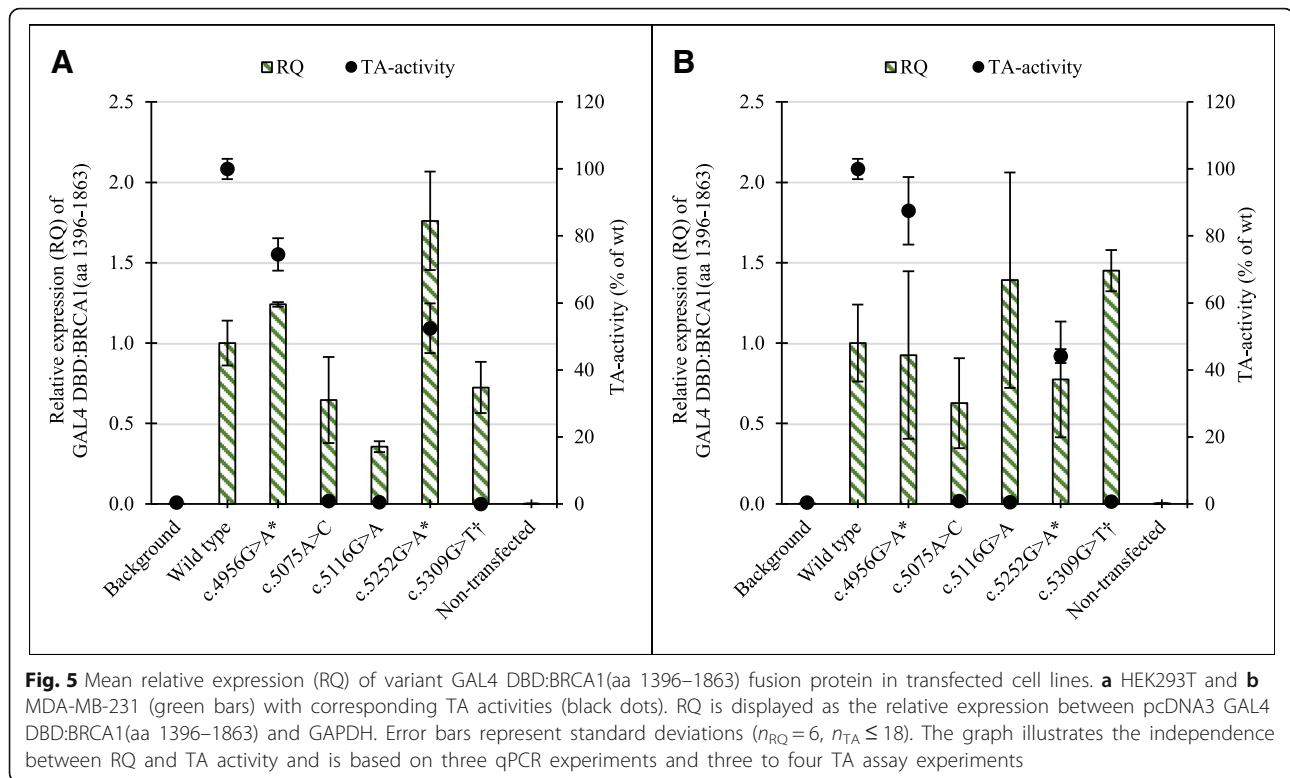 A
RQ
TA-activity
Relative expression (RQ) of
GAL4 DBD:BRCA1(aa 1396-1863)
2.5
2.0
1.5
1.0
0.5
0.0
120
100
80
60
40
20
0
TA-activity (% of wt)
Background
Wild type
c.4956G>A*
c.5075A>C
c.5116G>A
c.5252G>A*
c.5309G>T†
Non-transfected
B
RQ
TA-activity
Relative expression (RQ) of
GAL4 DBD:BRCA1(aa 1396-1863)
2.5
2.0
1.5
1.0
0.5
0.0
120
100
80
60
40
20
0
TA-activity (% of wt)
Background
Wild type
c.4956G>A*
c.5075A>C
c.5116G>A
c.5252G>A*
c.5309G>T†
Non-transfected
Fig. 5 Mean relative expression (RQ) of variant GAL4 DBD:BRCA1(aa 1396–1863) fusion protein in transfected cell lines. a HEK293T and b
MDA-MB-231 (green bars) with corresponding TA activities (black dots). RQ is displayed as the relative expression between pcDNA3 GAL4
DBD:BRCA1(aa 1396–1863) and GAPDH. Error bars represent standard deviations (nRQ = 6, nTA ≤ 18). The graph illustrates the independence
between RQ and TA activity and is based on three qPCR experiments and three to four TA assay experiments